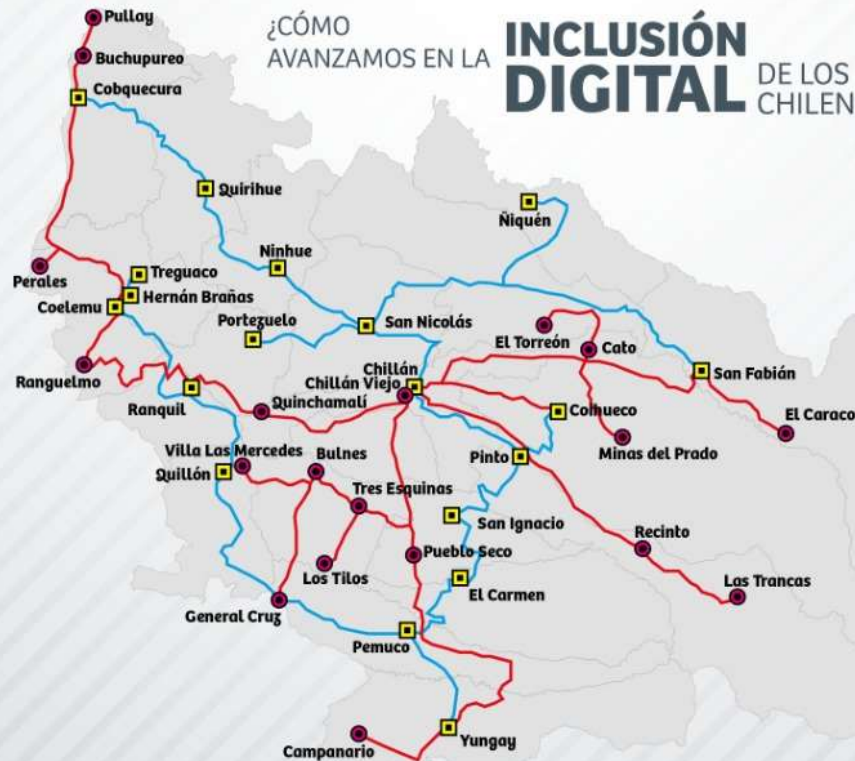 ¿CÓMO
AVANZAMOS EN LA
INCLUSIÓN
DIGITAL
DE LOS
CHILEN
Pullay
Buchupureo
Cobquecura
Quirihue
Ñiquén
Ninhue
Perales
Treguaco
Hernán Brañas
Coelemu
Portezuelo
San Nicolás
El Torreón
Cato
Ranguelmo
Chillán
Chillán Viejo
San Fabián
Ranquil
Quinchamalí
Coihueco
El Caraco
Minas del Prado
Villa Las Mercedes
Bulnes
Pinto
Quillón
Tres Esquinas
San Ignacio
Recinto
Pueblo Seco
Los Tilos
El Carmen
Las Trancas
General Cruz
Pemuco
Campanario
Yungay